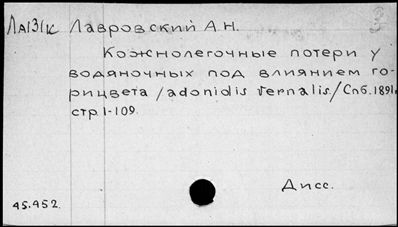 Ла131к Лавровский А.Н.
Кожнолегочные потери у
водяночных под влиянием го-
рицвета /adonidis vernalis/Спб.1891.
стр.1-109.
Дисс.
45.952.